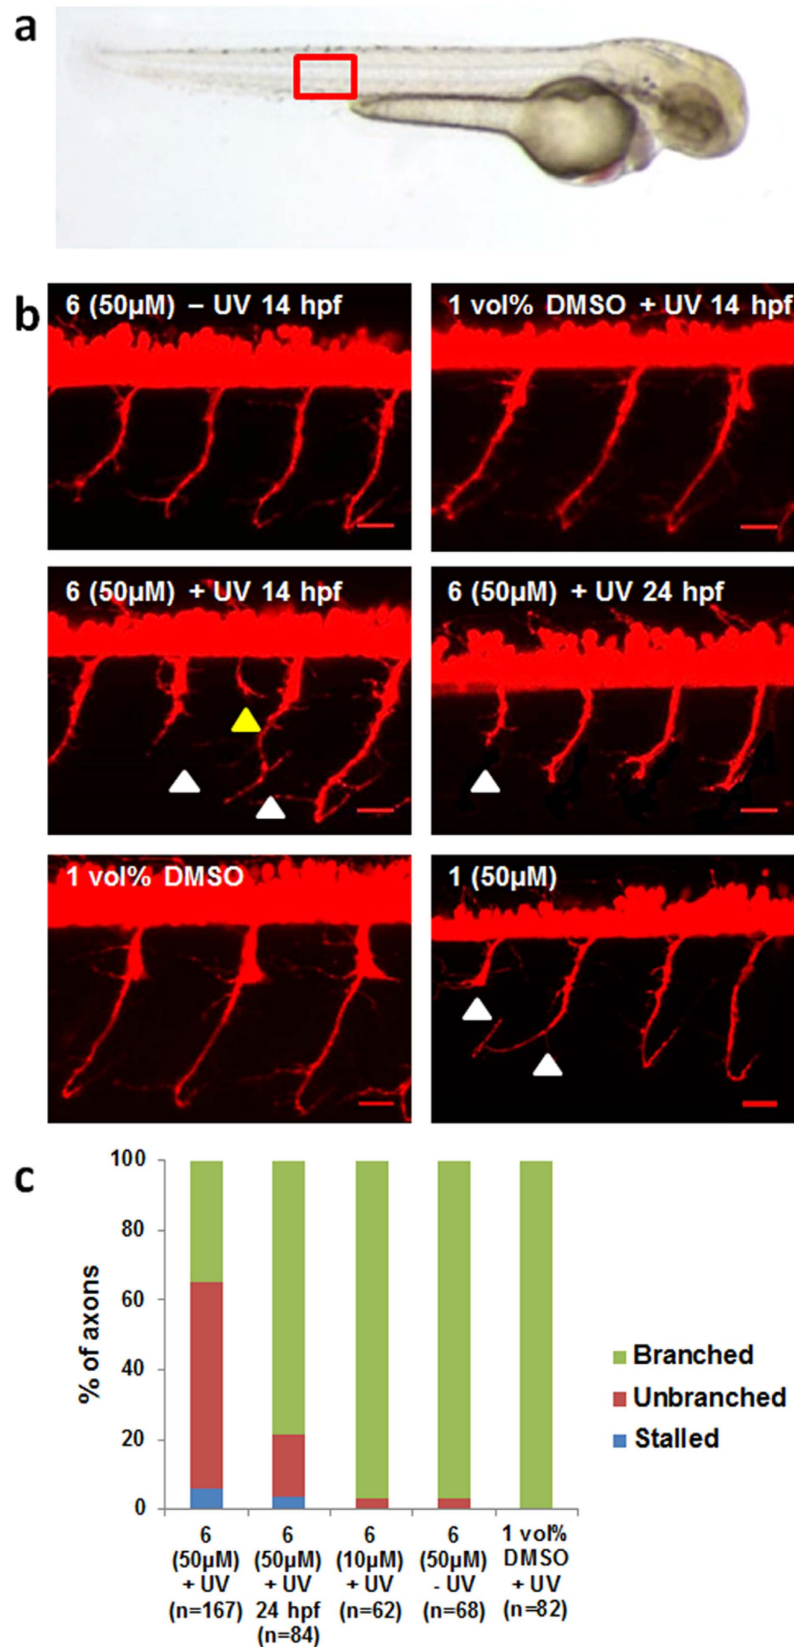 a
b
6 (50μM) – UV 14 hpf
1 vol% DMSO + UV 14 hpf
6 (50μM) + UV 14 hpf
6 (50μM) + UV 24 hpf
1 vol% DMSO
1 (50μM)
c
100
80
60
40
20
0
% of axons
Branched
Unbranched
Stalled
6
(50μM)
+ UV
(n=167)
6
(50μM)
+ UV
24 hpf
(n=84)
6
(10μM)
+ UV
(n=62)
6
(50μM)
- UV
(n=68)
1 vol%
DMSO
+ UV
(n=82)